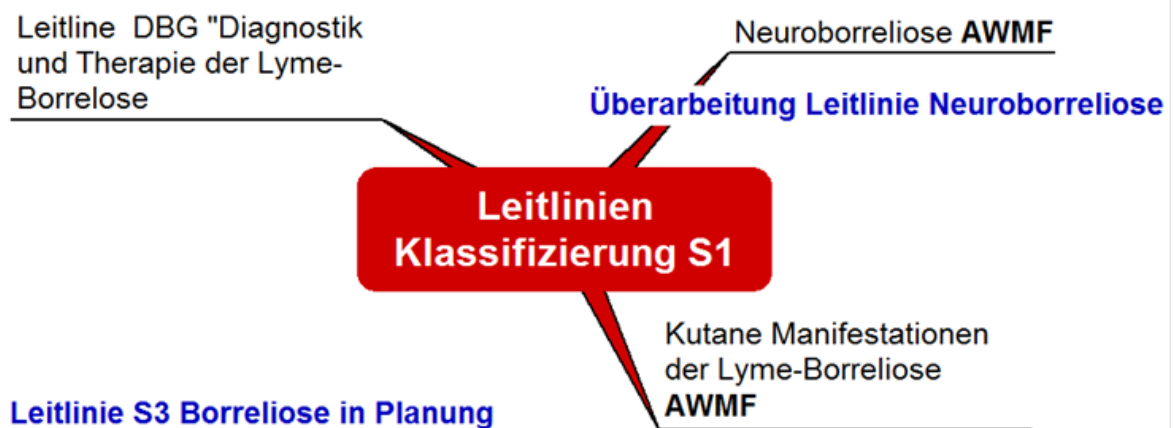 Leitline DBG "Diagnostik
und Therapie der Lyme-
Borrelose
Neuroborreliose AWMF
Überarbeitung Leitlinie Neuroborreliose
Leitlinien
Klassifizierung S1
Kutane Manifestationen
der Lyme-Borreliose
AWMF
Leitlinie S3 Borreliose in Planung